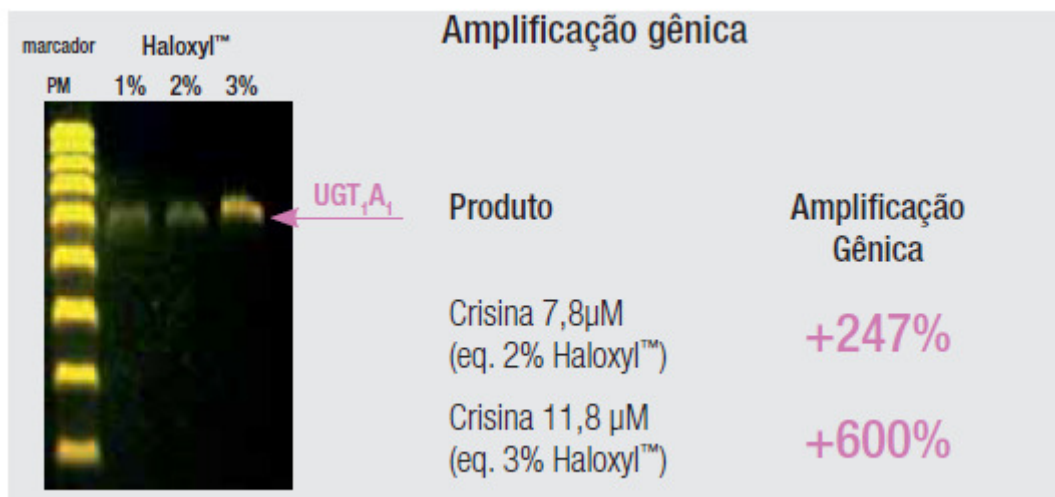 Amplificação gênica
marcador Haloxyl™
PM 1% 2% 3%
UGT₁A₁
Produto
Amplificação
Gênica
Crisina 7,8µM
(eq. 2% Haloxyl™)
+247%
Crisina 11,8 µM
(eq. 3% Haloxyl™)
+600%